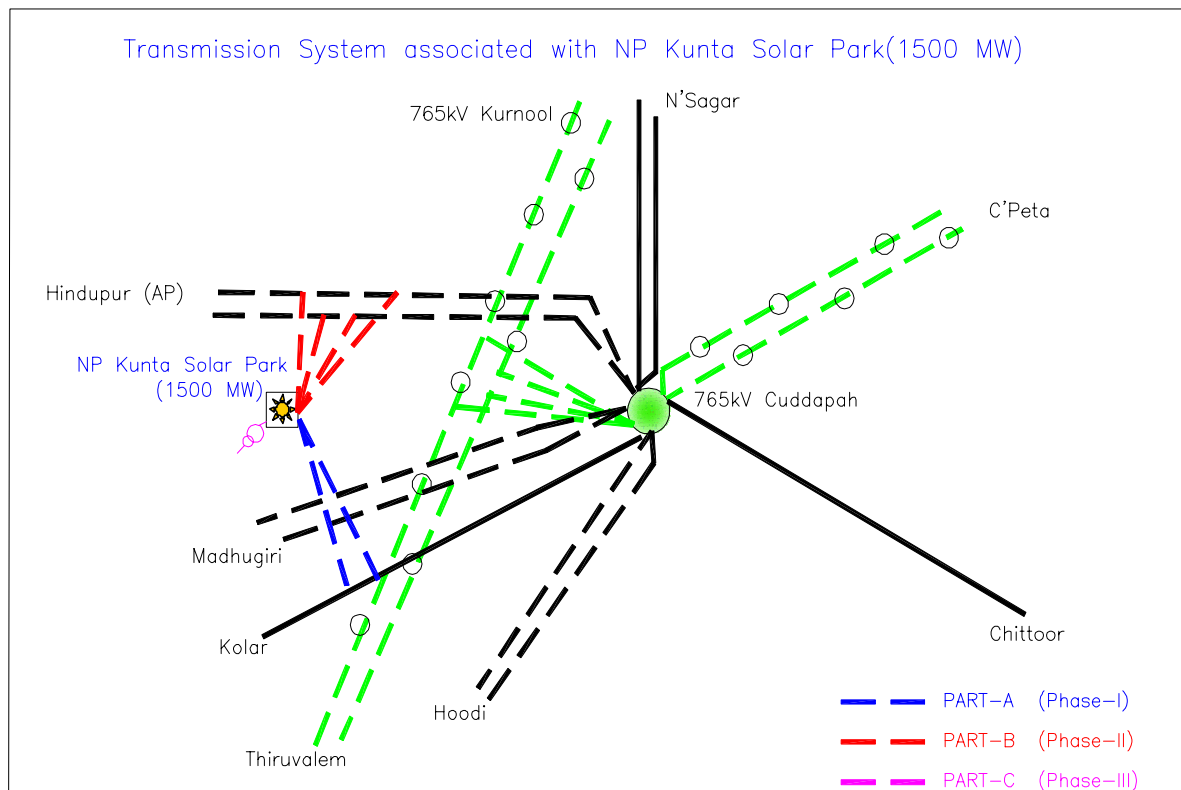 Transmission System associated with NP Kunta Solar Park(1500 MW)
765kV Kurnool
N'Sagar
C'Peta
Hindupur (AP)
NP Kunta Solar Park
(1500 MW)
765kV Cuddapah
Madhugiri
Kolar
Chittoor
Hoodi
Thiruvalem
PART-A (Phase-I)
PART-B (Phase-II)
PART-C (Phase-III)